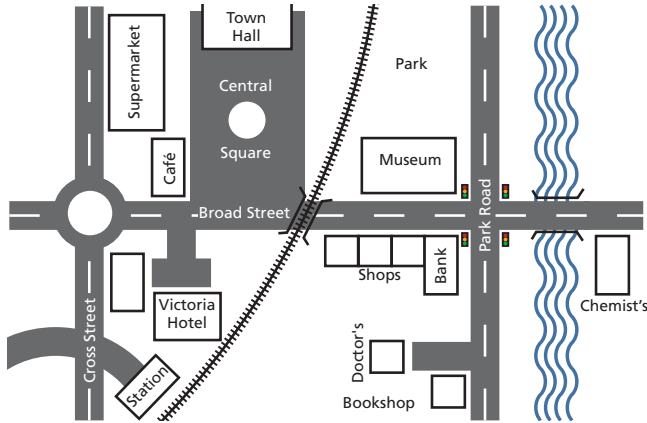 Town
Hall
Supermarket
Central
Park
Café
Square
Museum
Broad Street
Park Road
Shops
Bank
Victoria
Hotel
Chemist's
Cross Street
Station
Doctor's
Bookshop